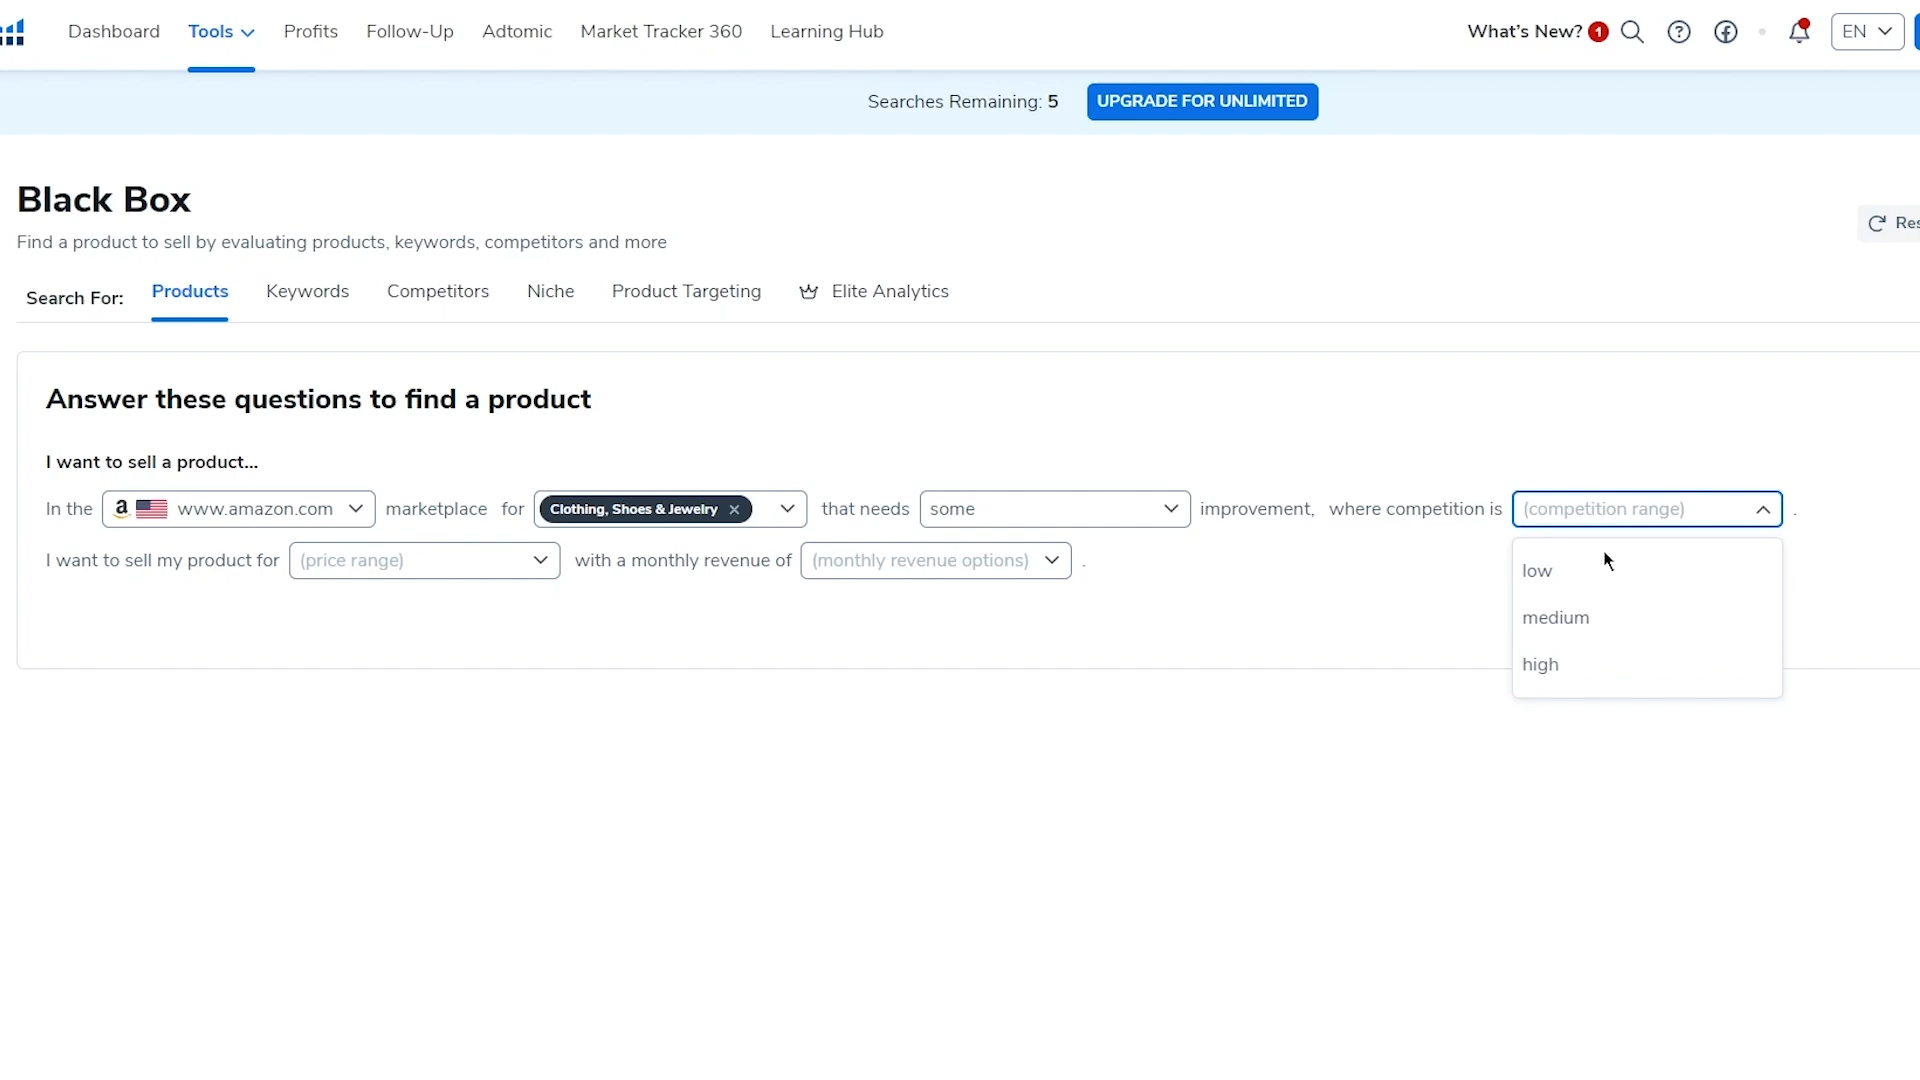 Dashboard Tools Profits Follow-Up Adtomic Market Tracker 360 Learning Hub What's New? 1 EN
Searches Remaining: 5 UPGRADE FOR UNLIMITED
Black Box
Find a product to sell by evaluating products, keywords, competitors and more
Res
Search For: Products Keywords Competitors Niche Product Targeting Elite Analytics
Answer these questions to find a product
I want to sell a product...
In the a www.amazon.com marketplace for Clothing, Shoes & Jewelry × that needs some improvement, where competition is (competition range) .
I want to sell my product for (price range) with a monthly revenue of (monthly revenue options) .
low
medium
high